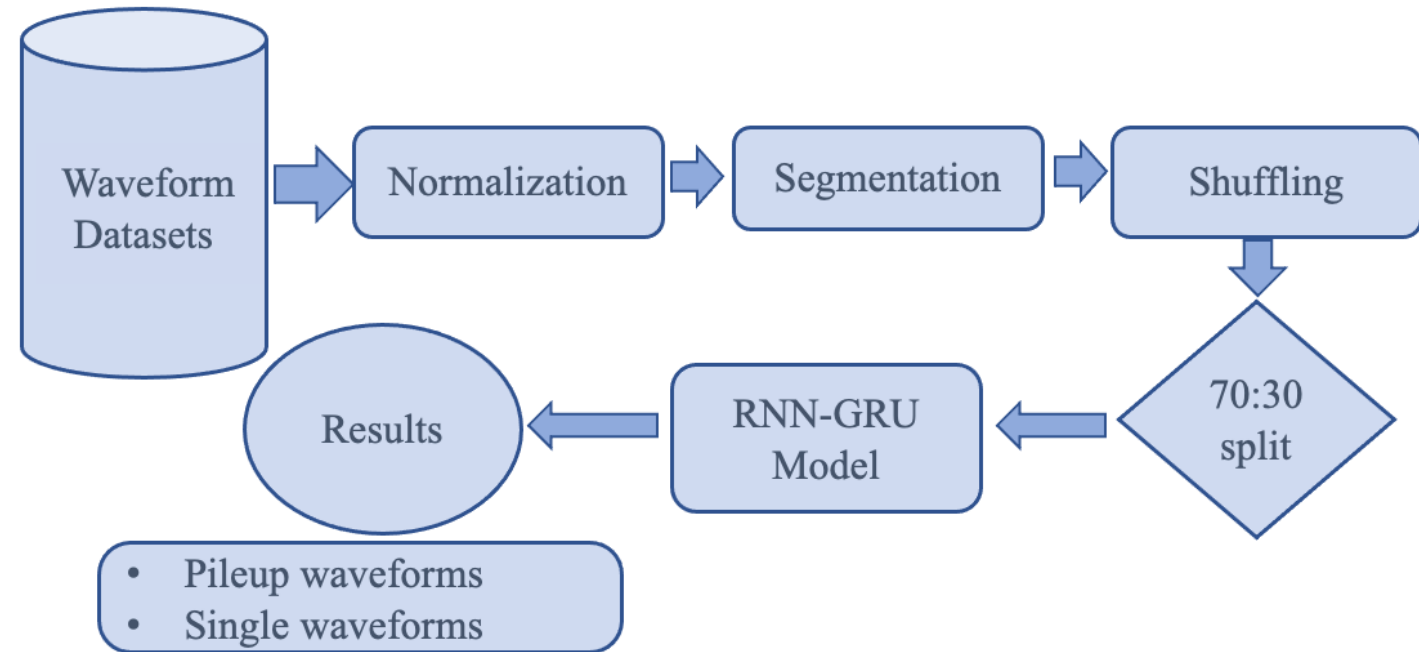 Waveform
Datasets
Normalization
Segmentation
Shuffling
70:30
split
RNN-GRU
Model
Results
• Pileup waveforms
• Single waveforms